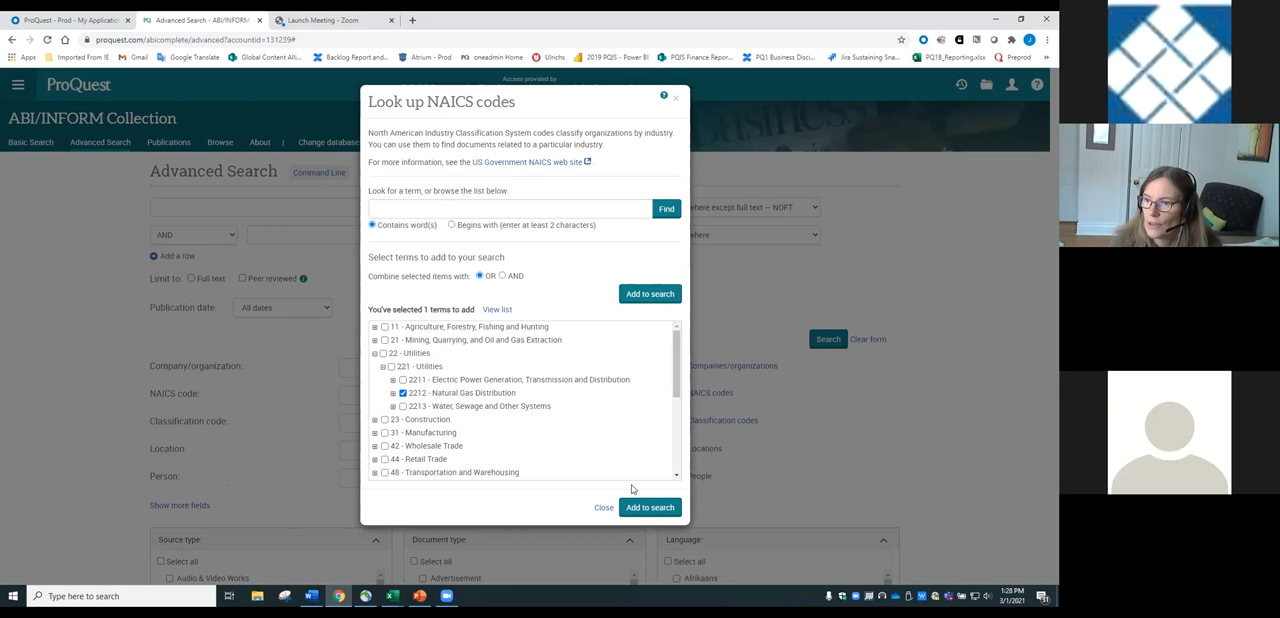 ProQuest - Prod - My Applicatio
Advanced Search - ABI/INFORM
Launch Meeting - Zoom
proquest.com/abicomplete/advanced?accountid=131239#
Apps
Imported From IE
Gmail
Google Translate
Global Content Alli...
Backlog Report and...
Atrium - Prod
oneadmin Home
Ulrichs
2019 PQIS - Power BI
PQIS Finance Repor...
PQ1 Business Disci...
Jira Sustaining Sna...
PQ1B_Reporting.xlsx
Preprod
ProQuest
Access provided by
ABI/INFORM Collection
Basic Search
Advanced Search
Publications
Browse
About
Change database
Advanced Search
Command Line
here except full text — NOFT
AND
here
Add a row
Limit to:
Full text
Peer reviewed
Publication date:
All dates
Search
Clear form
Company/organization:
Companies/organizations
NAICS code:
NAICS codes
Classification code:
Classification codes
Location:
Locations
Person:
People
Show more fields
Source type:
Document type:
Language:
Select all
Select all
Select all
Audio & Video Works
Advertisement
Afrikaans
Look up NAICS codes
North American Industry Classification System codes classify organizations by industry.
You can use them to find documents related to a particular industry.
For more information, see the US Government NAICS web site .
Look for a term, or browse the list below.
Find
Contains word(s)
Begins with (enter at least 2 characters)
Select terms to add to your search
Combine selected items with:
OR
AND
Add to search
You've selected 1 terms to add
View list
11 - Agriculture, Forestry, Fishing and Hunting
21 - Mining, Quarrying, and Oil and Gas Extraction
22 - Utilities
221 - Utilities
2211 - Electric Power Generation, Transmission and Distribution
2212 - Natural Gas Distribution
2213 - Water, Sewage and Other Systems
23 - Construction
31 - Manufacturing
42 - Wholesale Trade
44 - Retail Trade
48 - Transportation and Warehousing
Close
Add to search
Type here to search
1:28 PM
3/1/2021